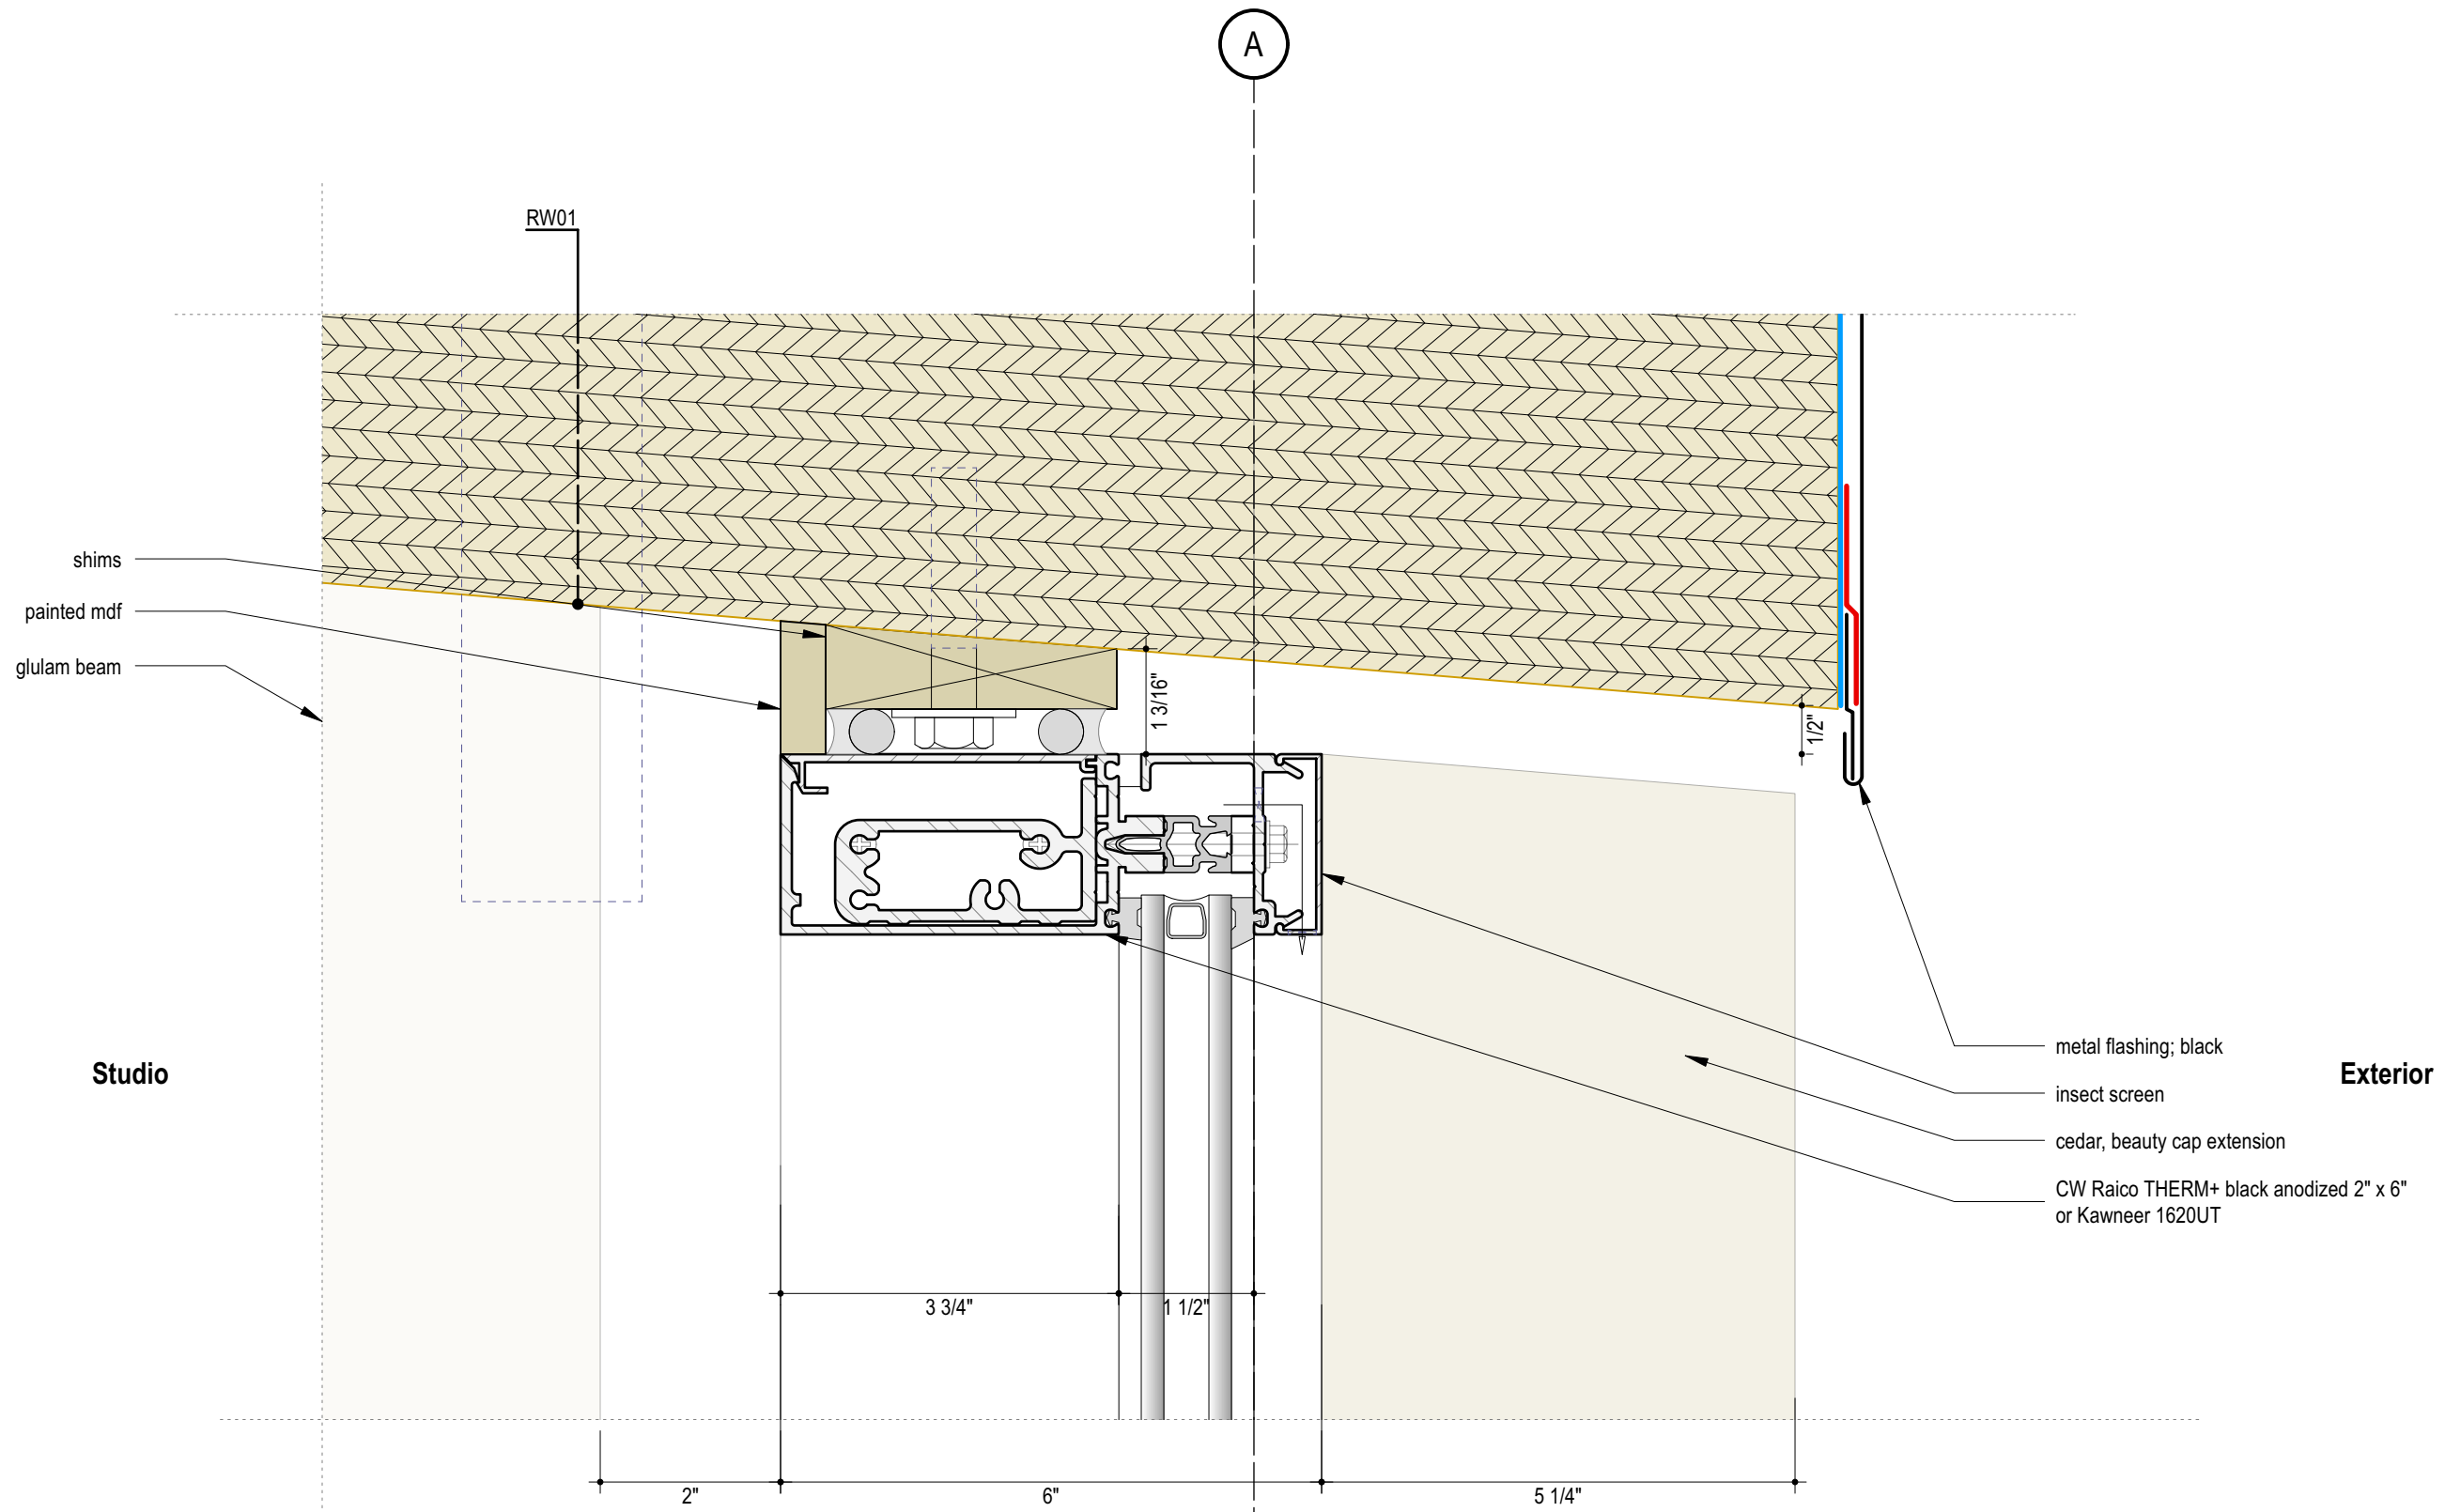 A
RW01
shims
painted mdf
glulam beam
1 3/16"
1/2"
Studio
Exterior
metal flashing; black
insect screen
cedar, beauty cap extension
CW Raico THERM+ black anodized 2" x 6"
or Kawneer 1620UT
3 3/4"
1 1/2"
2"
6"
5 1/4"